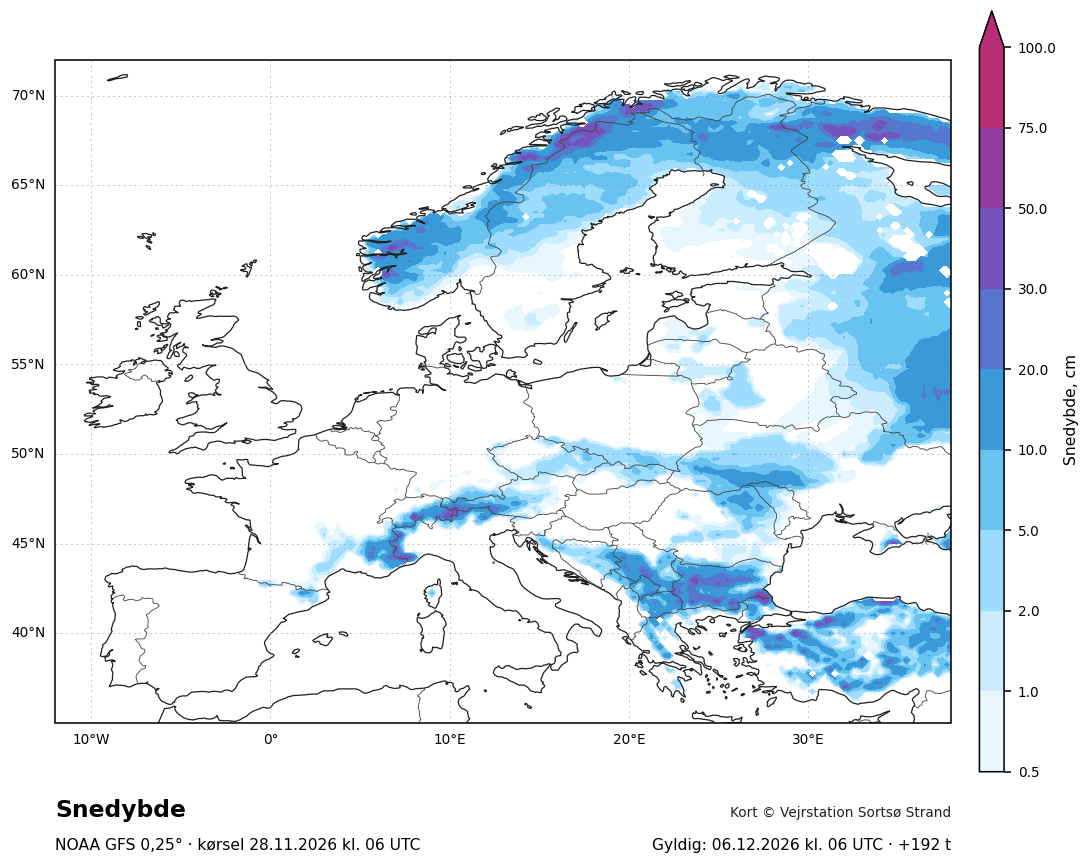 100.0
75.0
50.0
30.0
20.0
10.0
5.0
2.0
1.0
0.5
Snedybde, cm
70°N
65°N
60°N
55°N
50°N
45°N
40°N
10°W 0° 10°E 20°E 30°E
Snedybde
Kort © Vejrstation Sortsø Strand
NOAA GFS 0,25° · kørsel 28.11.2026 kl. 06 UTC
Gyldig: 06.12.2026 kl. 06 UTC · +192 t